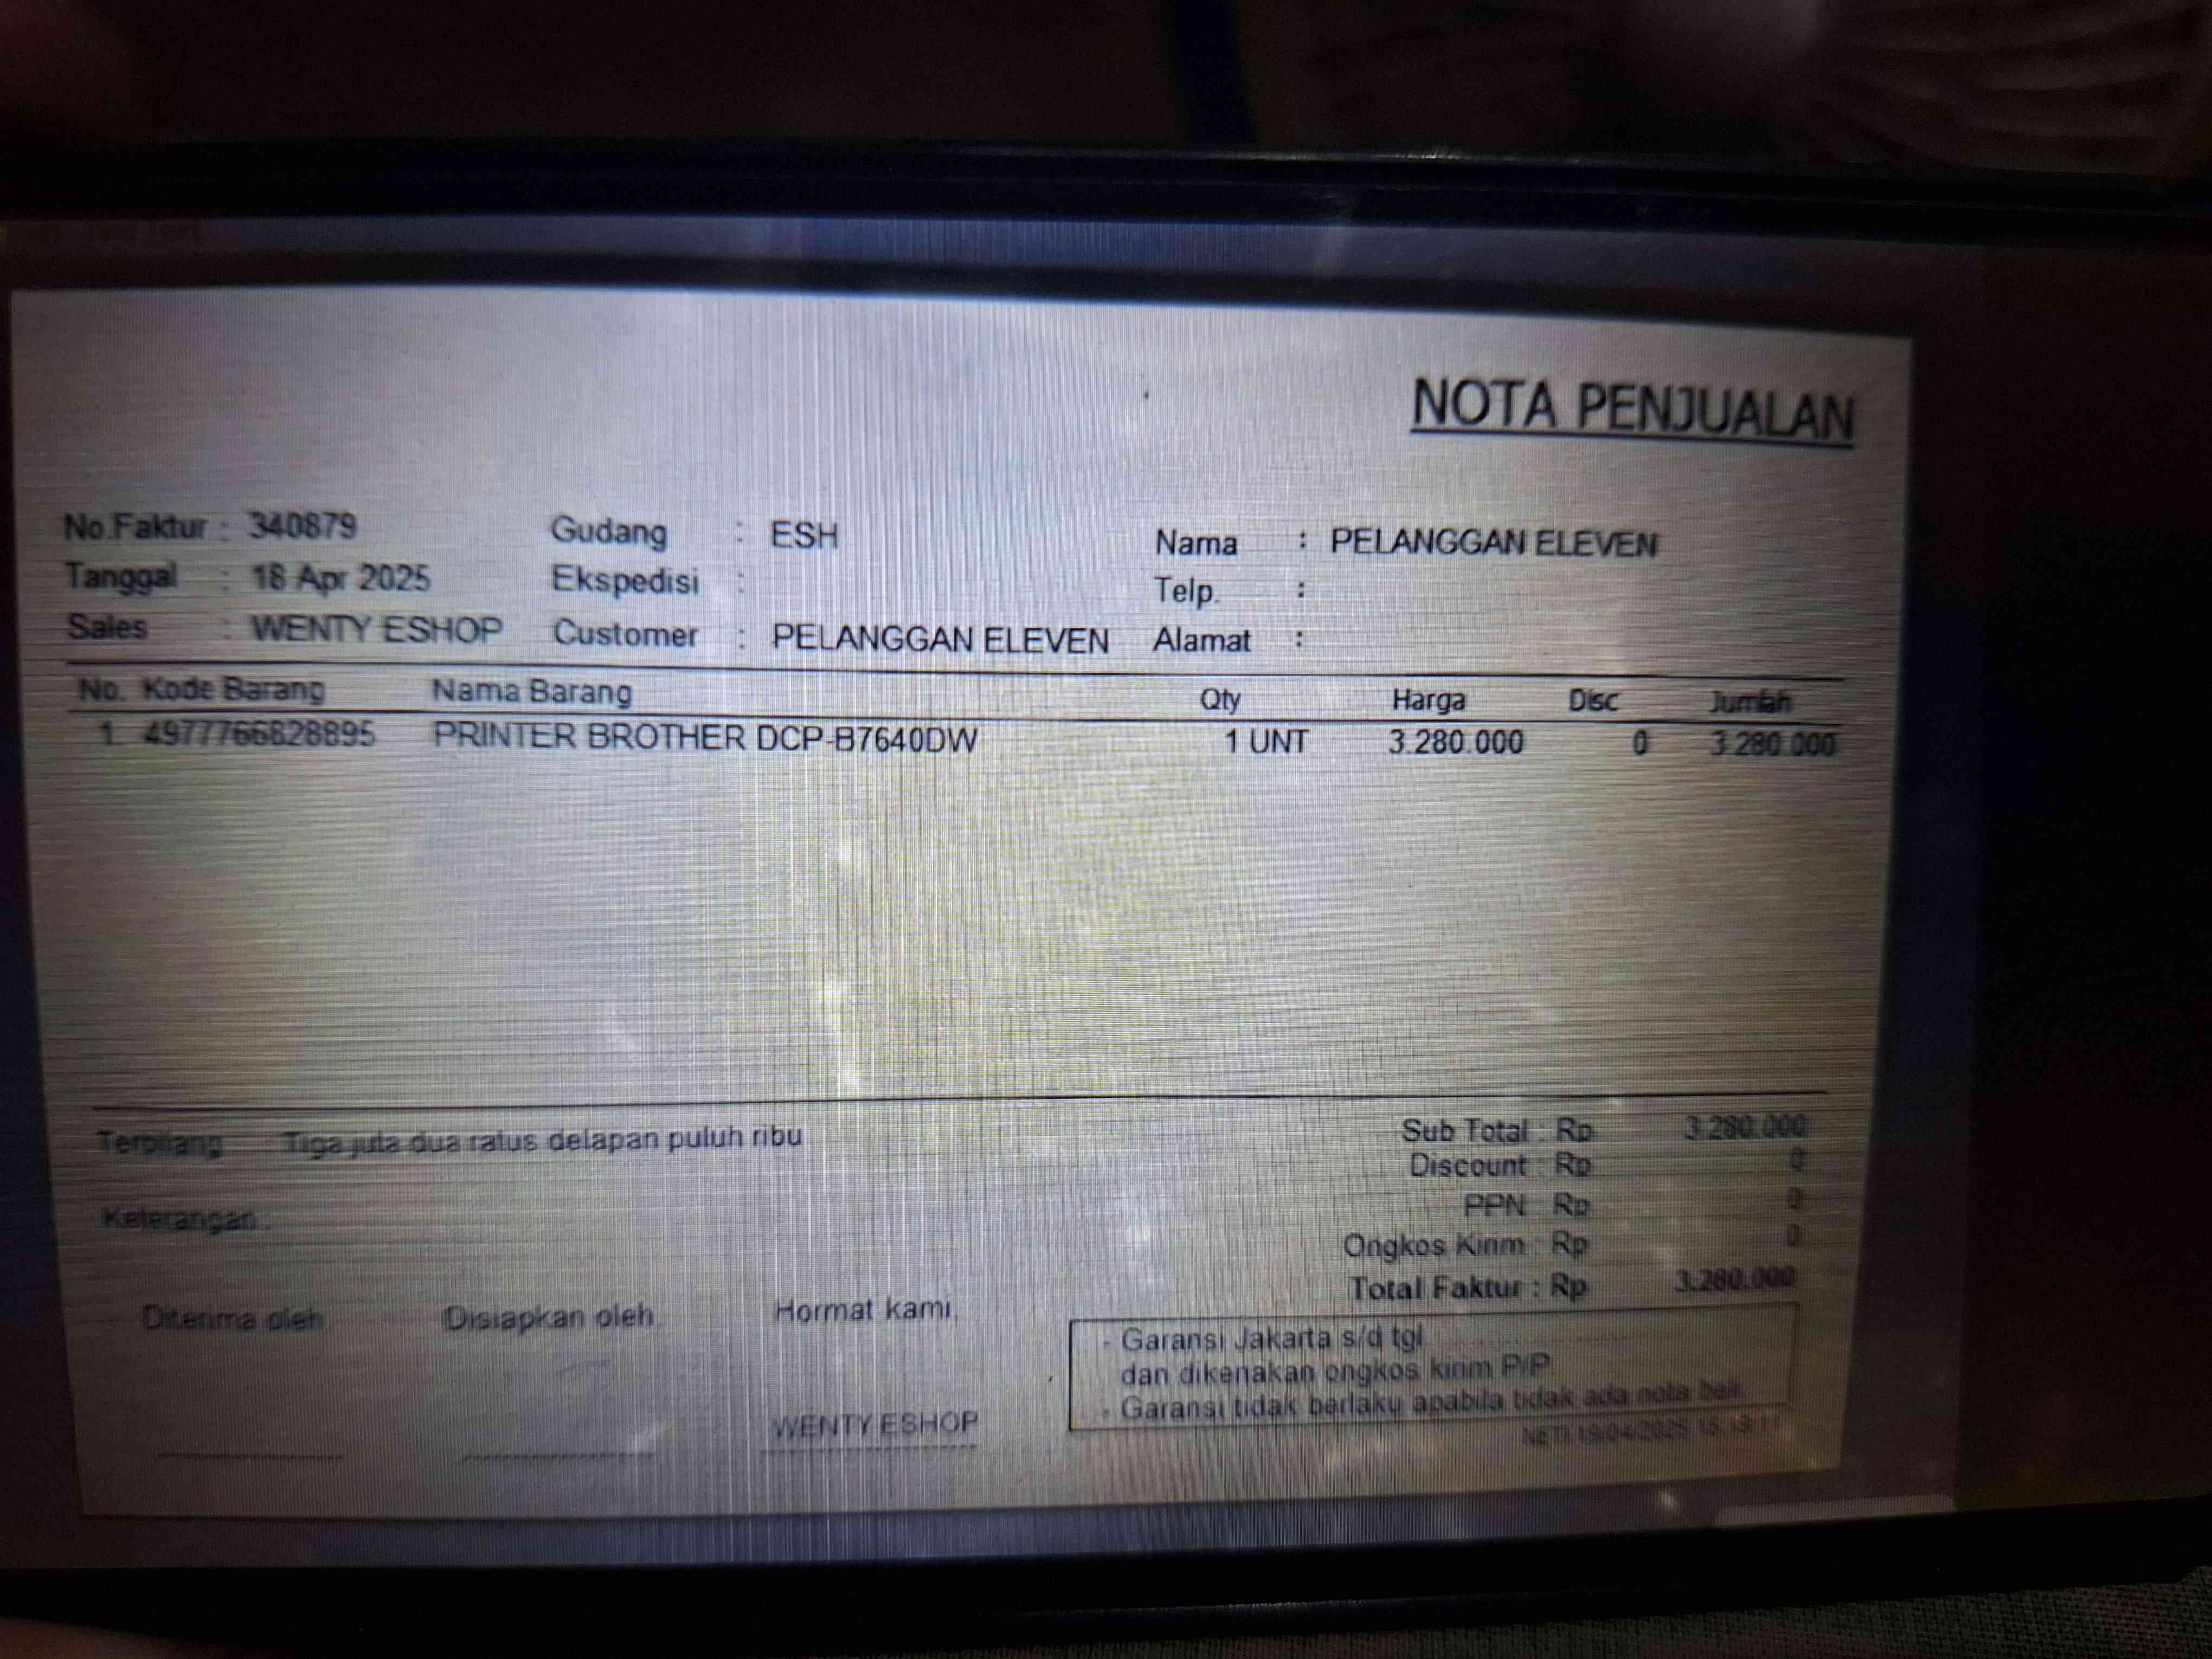 NOTA PENJUALAN
No.Faktur : 340879 Gudang : ESH Nama : PELANGGAN ELEVEN
Tanggal : 18 Apr 2025 Ekspedisi : Telp. :
Sales : WENTY ESHOP Customer : PELANGGAN ELEVEN Alamat :
No. Kode Barang Nama Barang Qty Harga Disc Jumlah
1. 4977766828895 PRINTER BROTHER DCP-B7640DW 1 UNT 3.280.000 0 3.280.000
Terbilang Tiga juta dua ratus delapan puluh ribu
Sub Total : Rp 3.280.000
Discount : Rp 0
PPN : Rp 0
Keterangan :
Ongkos Kirim : Rp 0
Total Faktur : Rp 3.280.000
Diterima oleh, Disiapkan oleh, Hormat kami,
- Garansi Jakarta s/d tgl
dan dikenakan ongkos kirim P/P
- Garansi tidak berlaku apabila tidak ada nota beli
WENTY ESHOP